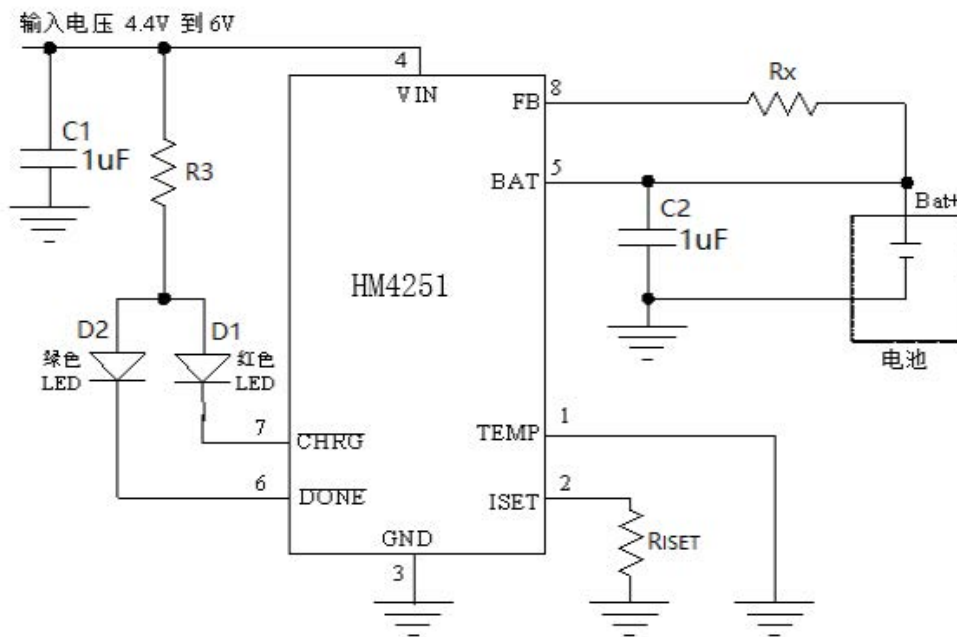 输入电压 4.4V 到 6V
4
VIN
Rx
FB
8
C1
1uF
R3
BAT
5
Batt
C2
1uF
HM4251
D2
D1
绿色
LED
红色
LED
电池
7
CHRG
TEMP
1
6
DONE
ISET
2
GND
RISET
3